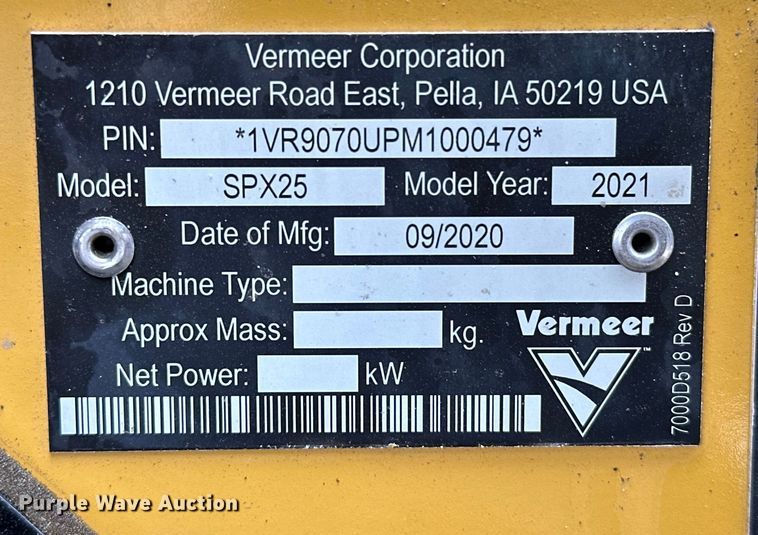 Vermeer Corporation
1210 Vermeer Road East, Pella, IA 50219 USA
PIN: *1VR9070UPM1000479*
Model: SPX25 Model Year: 2021
Date of Mfg: 09/2020
Machine Type:
Approx Mass: kg.
Net Power: kW
Vermeer
™
7000D518 Rev D
Purple Wave Auction